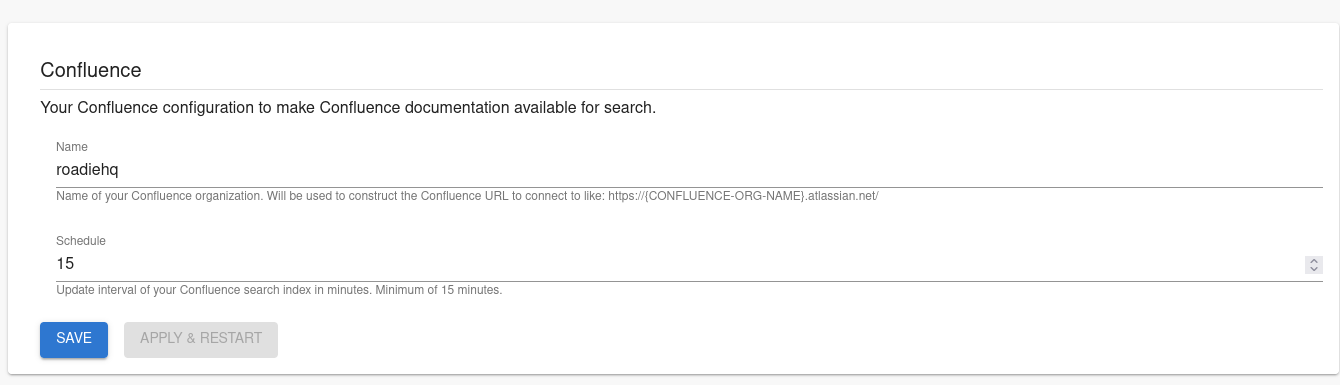 Confluence
Your Confluence configuration to make Confluence documentation available for search.
Name
roadiehq
Name of your Confluence organization. Will be used to construct the Confluence URL to connect to like: https://{CONFLUENCE-ORG-NAME}.atlassian.net/
Schedule
15
Update interval of your Confluence search index in minutes. Minimum of 15 minutes.
SAVE APPLY & RESTART